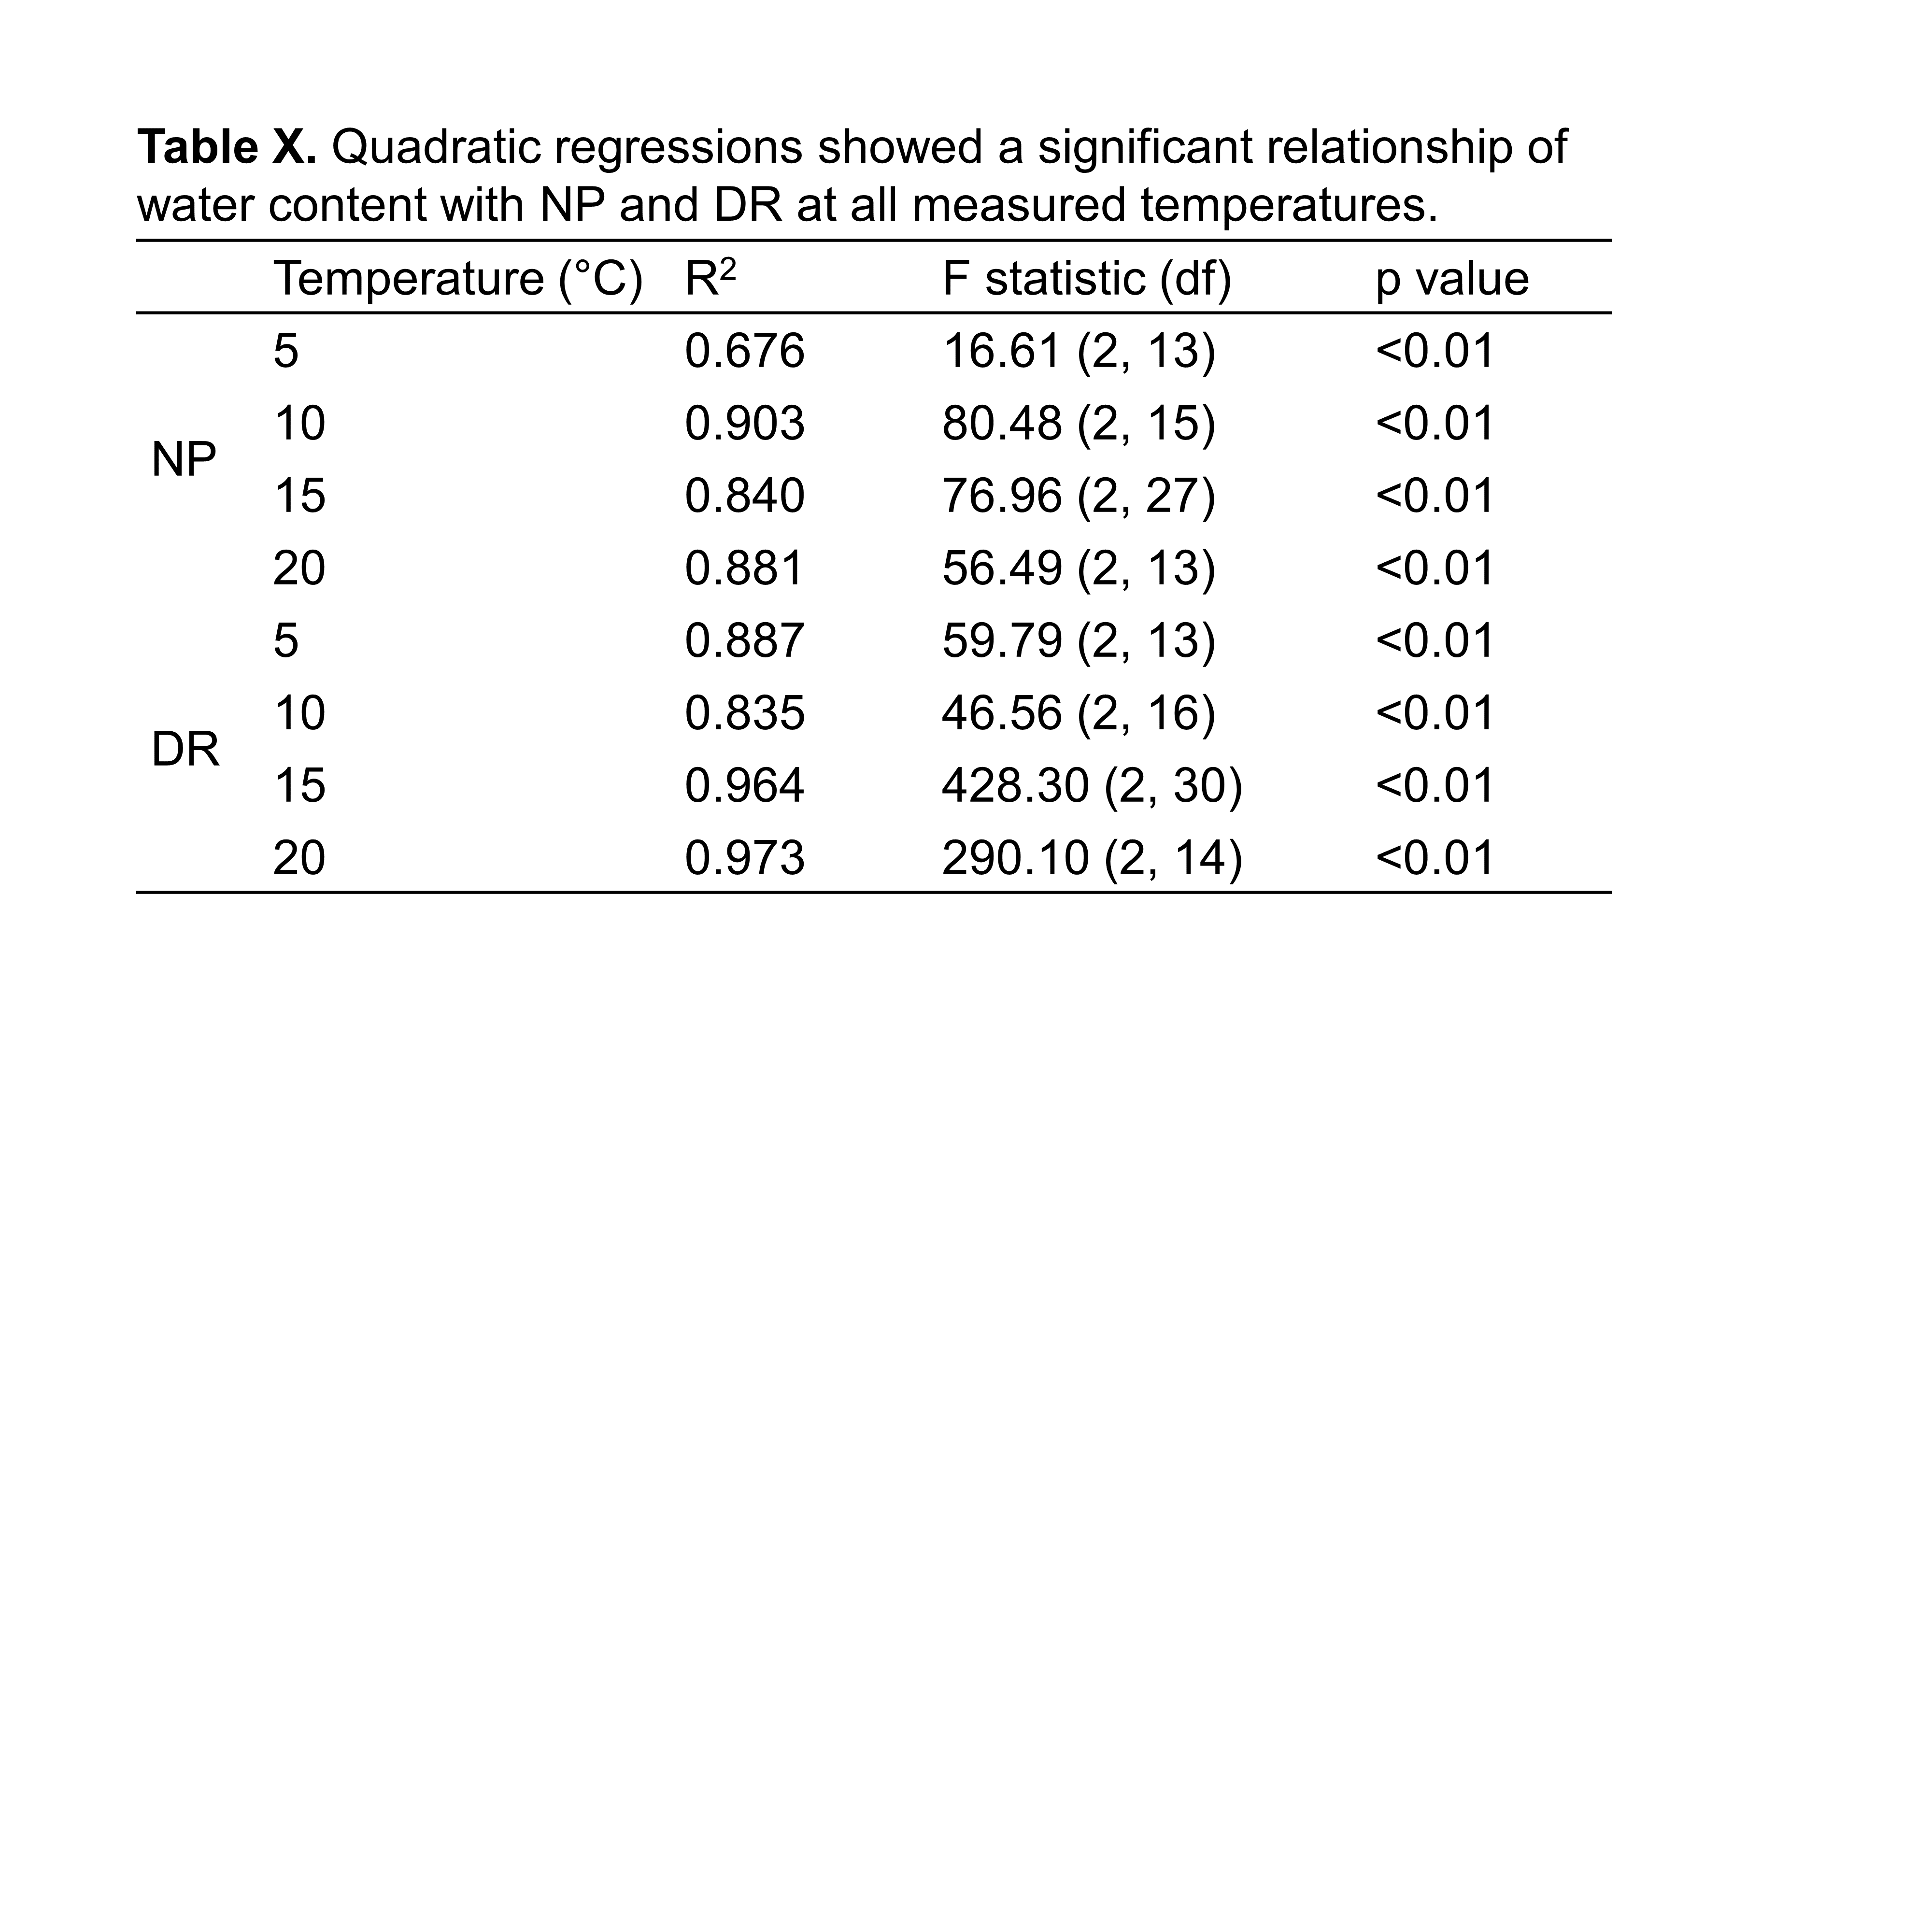 Table X. Quadratic regressions showed a significant relationship of
water content with NP and DR at all measured temperatures.
Temperature (°C) R² F statistic (df) p value
NP
5 0.676 16.61 (2, 13) <0.01
10 0.903 80.48 (2, 15) <0.01
15 0.840 76.96 (2, 27) <0.01
20 0.881 56.49 (2, 13) <0.01
DR
5 0.887 59.79 (2, 13) <0.01
10 0.835 46.56 (2, 16) <0.01
15 0.964 428.30 (2, 30) <0.01
20 0.973 290.10 (2, 14) <0.01